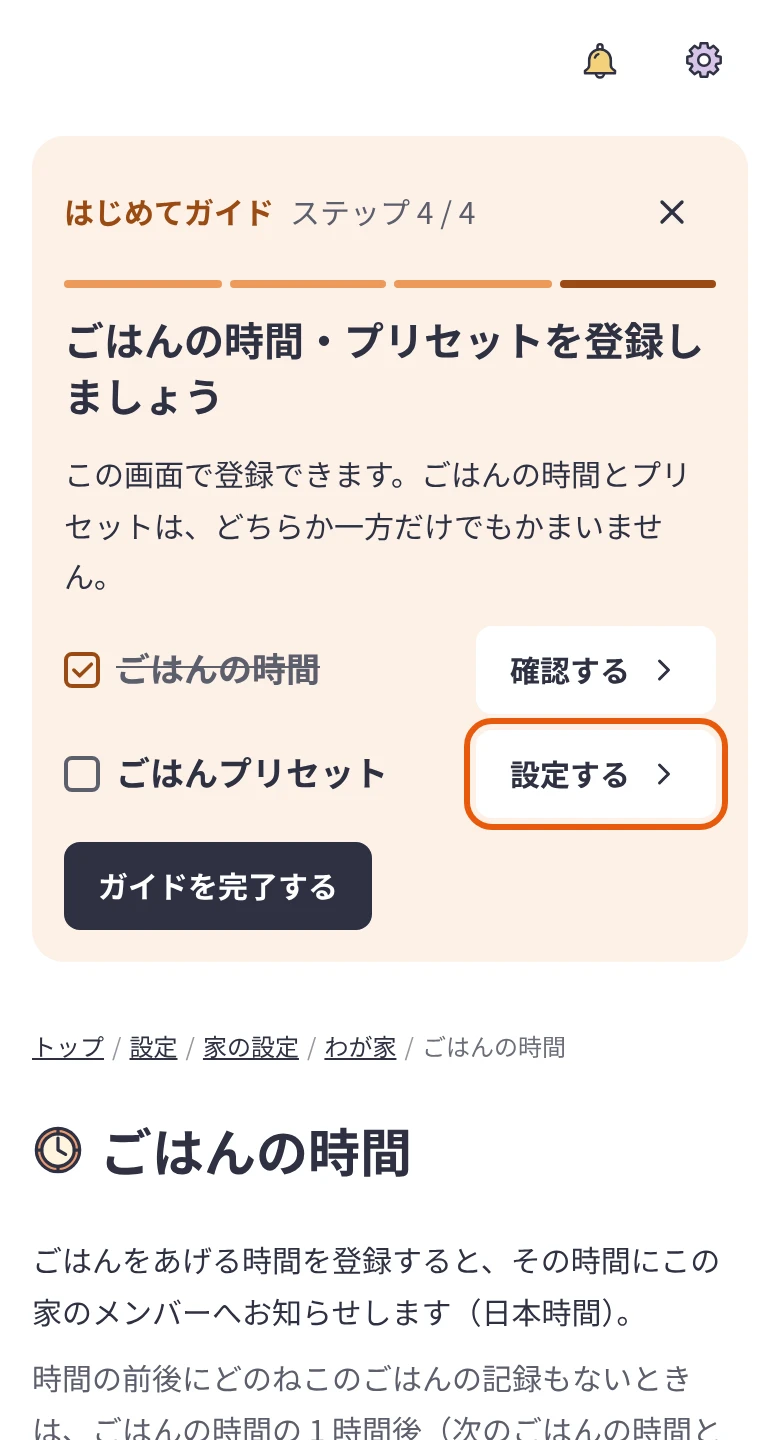 はじめてガイド ステップ 4 / 4
ごはんの時間・プリセットを登録し
ましょう
この画面で登録できます。ごはんの時間とプリ
セットは、どちらか一方だけでもかまいませ
ん。
ごはんの時間 確認する
ごはんプリセット 設定する
ガイドを完了する
トップ / 設定 / 家の設定 / わが家 / ごはんの時間
ごはんの時間
ごはんをあげる時間を登録すると、その時間にこの
家のメンバーへお知らせします（日本時間）。
時間の前後にどのねこのごはんの記録もないとき
は、ごはんの時間の 1 時間後（次のごはんの時間と